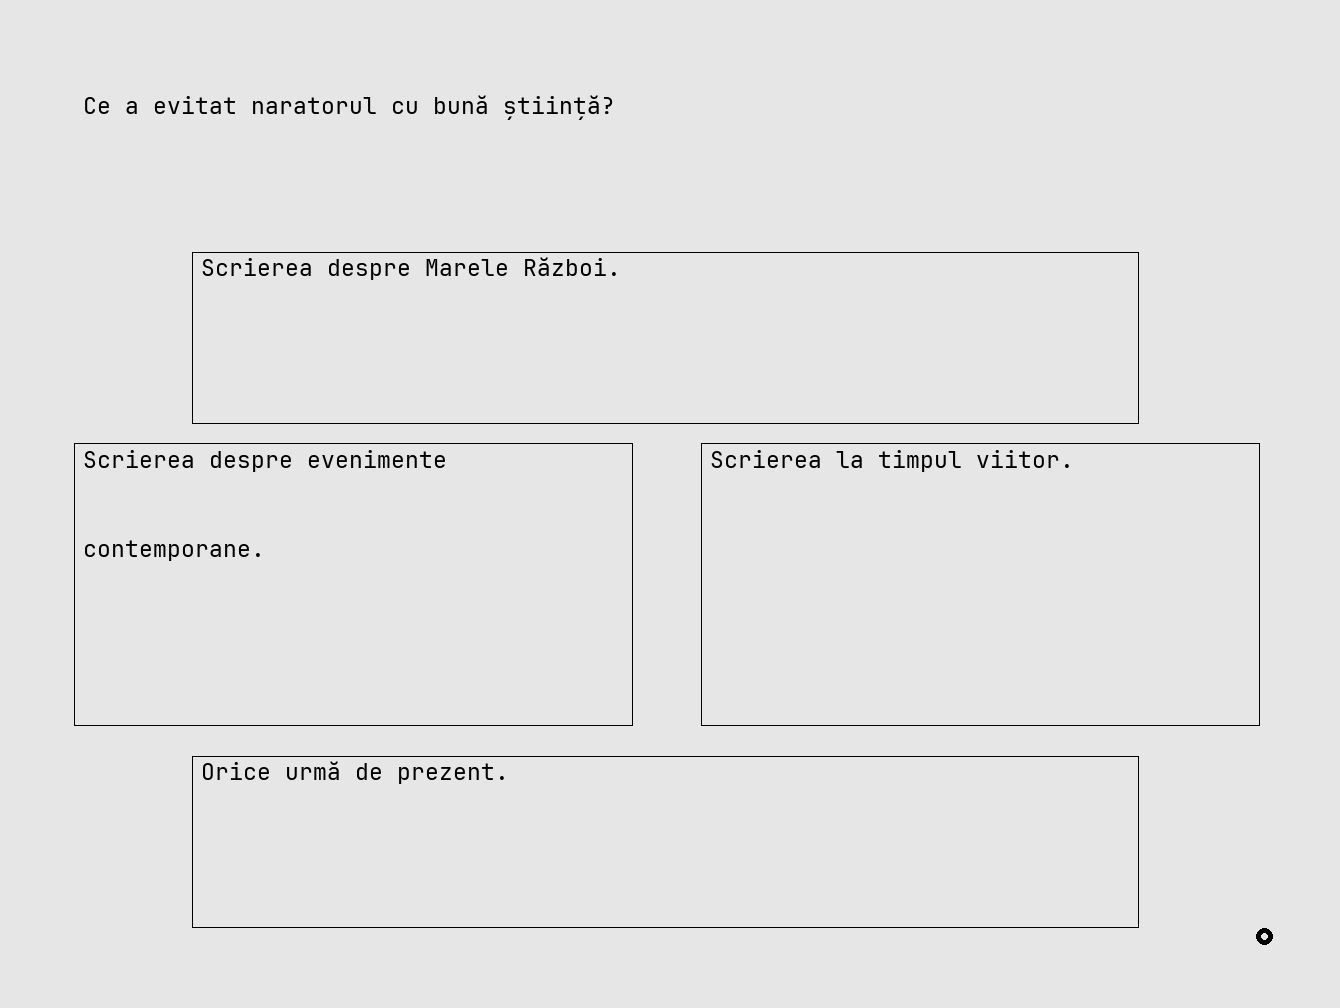 Ce a evitat naratorul cu bună știință?
Scrierea despre Marele Război.
Scrierea despre evenimente
contemporane.
Scrierea la timpul viitor.
Orice urmă de prezent.